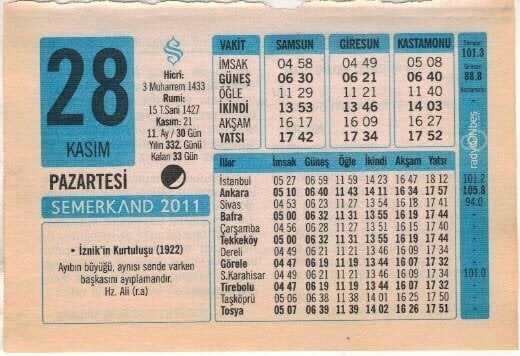 28
KASIM
PAZARTESİ
SEMERKAND 2011
Hicri:
3 Muharrem 1433
Rumi:
15 T.Sani 1427
Kasım: 21
11. Ay / 30 Gün
Yılın 332. Günü
Kalan 33 Gün
• İznik'in Kurtuluşu (1922)
Ayıbın büyüğü, aynısı sende varken
başkasını ayıplamandır.
Hz. Ali (r.a)
VAKİT SAMSUN GİRESUN KASTAMONU
İMSAK 04 58 04 49 05 08
GÜNEŞ 06 30 06 21 06 40
ÖĞLE 11 29 11 21 11 40
İKİNDİ 13 53 13 46 14 03
AKŞAM 16 17 16 09 16 27
YATSI 17 42 17 34 17 52
İller İmsak Güneş Öğle İkindi Akşam Yatsı
İstanbul 05 27 06 59 11 59 14 23 16 47 18 12
Ankara 05 10 06 40 11 43 14 11 16 34 17 57
Sivas 04 53 06 23 11 26 13 54 16 18 17 41
Bafra 05 00 06 32 11 31 13 55 16 19 17 44
Çarşamba 04 56 06 28 11 27 13 51 16 15 17 40
Tekkeköy 05 00 06 32 11 31 13 55 16 19 17 44
Dereli 04 49 06 21 11 21 13 46 16 09 17 34
Görele 04 47 06 19 11 19 13 44 16 07 17 32
Ş.Karahisar 04 49 06 21 11 21 13 46 16 09 17 34
Tirebolu 04 47 06 19 11 19 13 44 16 07 17 32
Taşköprü 05 06 06 38 11 38 14 01 16 25 17 50
Tosya 05 07 06 39 11 39 14 02 16 26 17 51
101.3
Giresun
88.8
Kastamonu
101.2
105.8
94.0
101.0